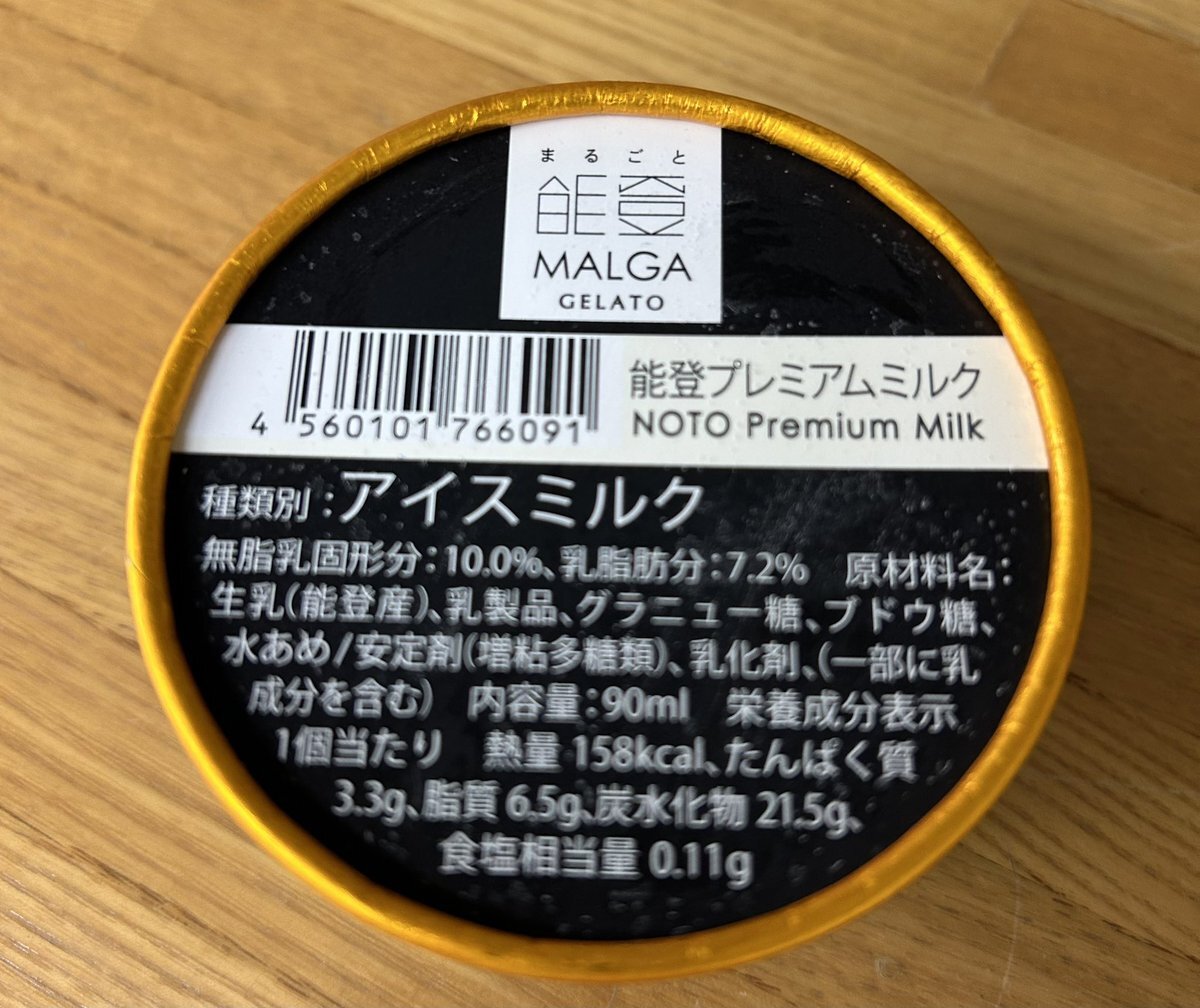 まるごと
能登
MALGA
GELATO
4 560101 766091
能登プレミアムミルク
NOTO Premium Milk
種類別：アイスミルク
無脂乳固形分：10.0%、乳脂肪分：7.2%　原材料名：
生乳（能登産）、乳製品、グラニュー糖、ブドウ糖、
水あめ/安定剤（増粘多糖類）、乳化剤、（一部に乳
成分を含む）　内容量：90ml　栄養成分表示
1個当たり　熱量 158kcal、たんぱく質
3.3g、脂質 6.5g、炭水化物 21.5g、
食塩相当量 0.11g